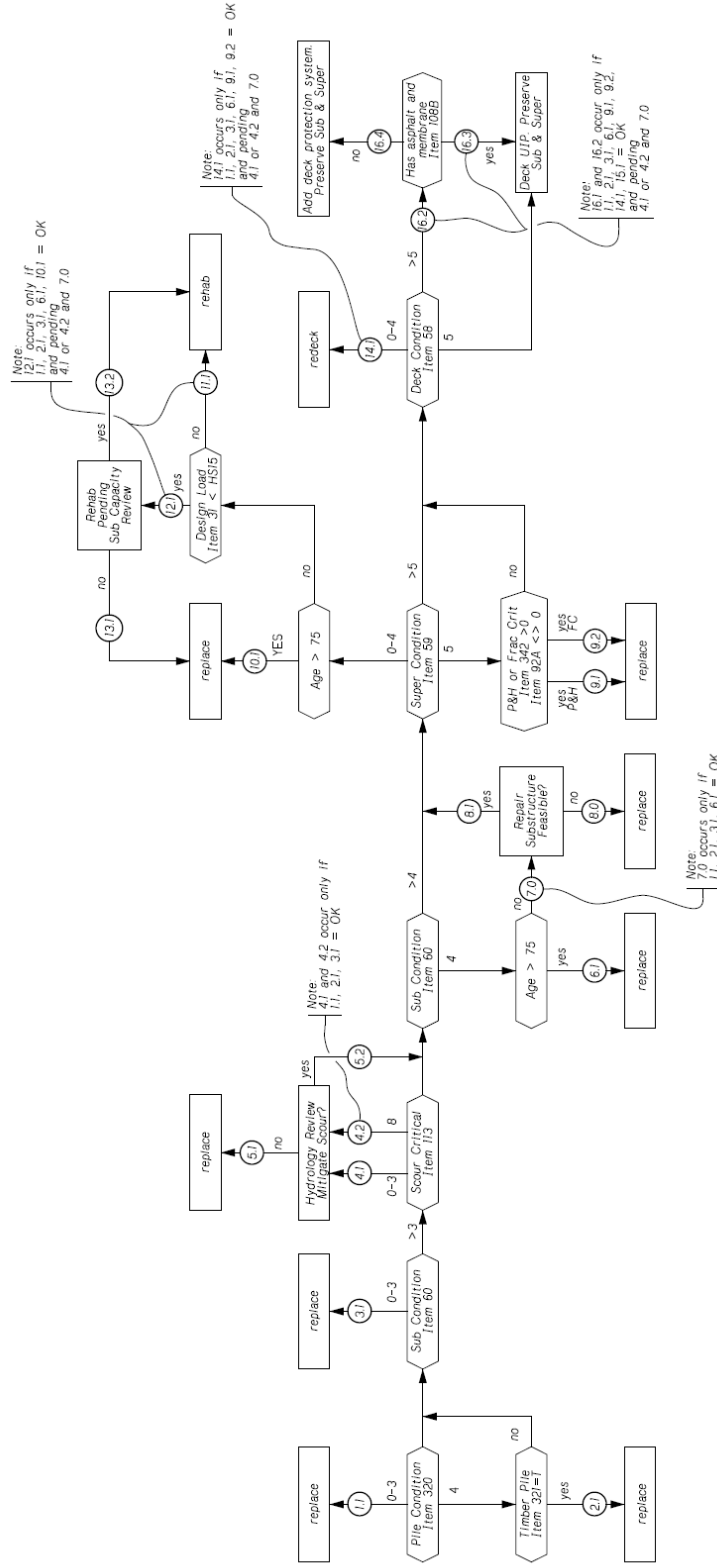 replace
1.1
0-3
Pile Condition
Item 320
4
Timber Pile
Item 321=T
no
yes
2.1
replace
replace
3.1
0-3
Sub Condition
Item 60
>3
replace
5.1
no
Hydrology Review
Mitigate Scour?
yes
5.2
4.1
4.2
0-3
8
Scour Critical
Item 113
Note:
4.1 and 4.2 occur only if
1.1, 2.1, 3.1 = OK
Sub Condition
Item 60
>4
4
Age > 75
no
7.0
yes
6.1
replace
Repair
Substructure
Feasible?
yes
8.1
no
8.0
replace
Note:
7.0 occurs only if
1.1, 2.1, 3.1, 6.1 = OK
Super Condition
Item 59
0-4
>5
5
Age > 75
YES
10.1
replace
no
13.1
no
Design Load
Item 31 < HS15
yes
12.1
no
11.1
Rehab
Pending
Sub Capacity
Review
yes
13.2
rehab
Note:
12.1 occurs only if
1.1, 2.1, 3.1, 6.1, 10.1 = OK
and pending
4.1 or 4.2 and 7.0
P&H or Frac Crit
Item 342 >0
Item 92A <> 0
no
yes
P&H
yes
FC
9.1
9.2
replace
Deck Condition
Item 58
0-4
14.1
redeck
>5
5
16.2
Note:
14.1 occurs only if
1.1, 2.1, 3.1, 6.1, 9.1, 9.2 = OK
and pending
4.1 or 4.2 and 7.0
Has asphalt and
membrane
Item 108B
no
16.4
Add deck protection system.
Preserve Sub & Super
yes
16.3
Deck UIP. Preserve
Sub & Super
Note:
16.1 and 16.2 occur only if
1.1, 2.1, 3.1, 6.1, 9.1, 9.2,
14.1, 15.1 = OK
and pending
4.1 or 4.2 and 7.0